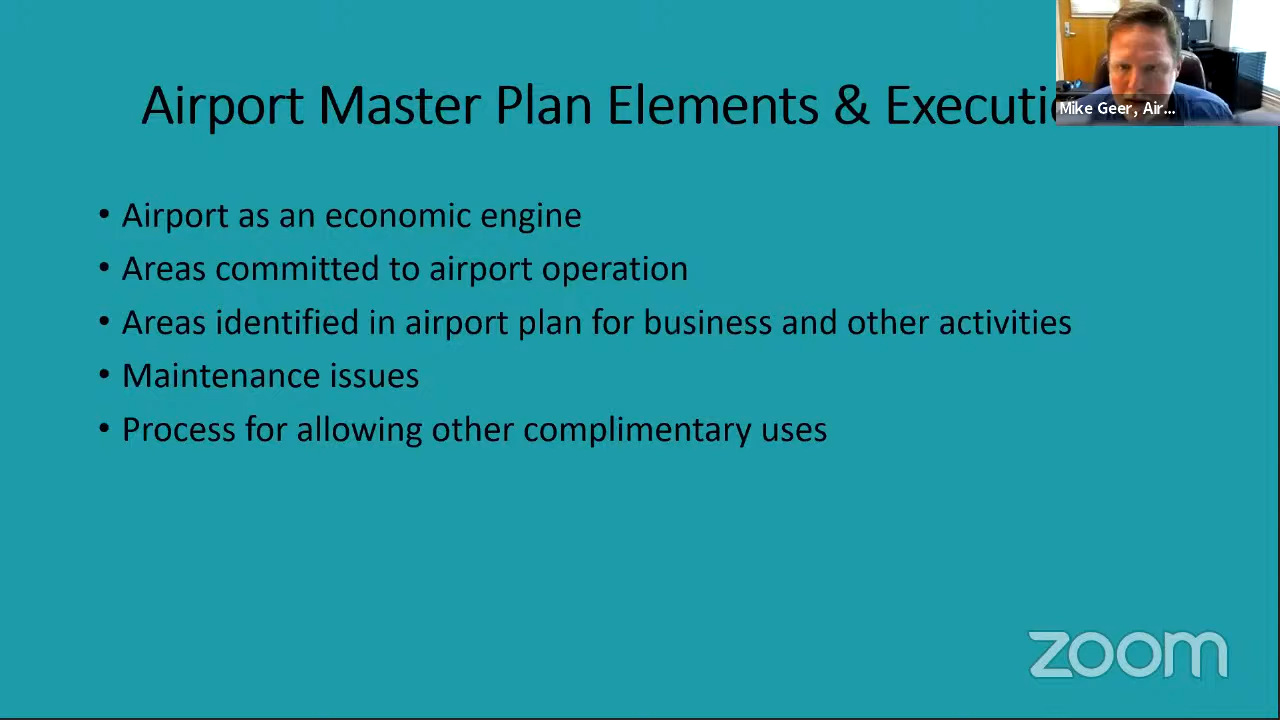 Airport Master Plan Elements & Executi
Mike Geer, Air...
• Airport as an economic engine
• Areas committed to airport operation
• Areas identified in airport plan for business and other activities
• Maintenance issues
• Process for allowing other complimentary uses
zoom